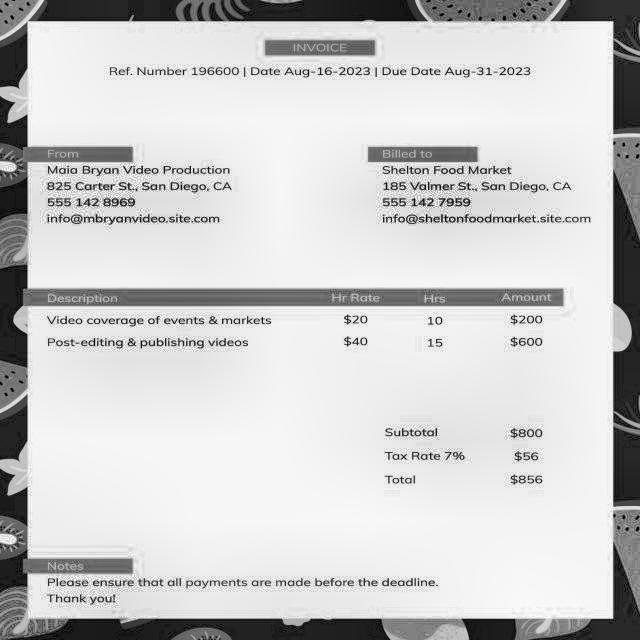 INVOICE
Ref. Number 196600 | Date Aug-16-2023 | Due Date Aug-31-2023
From
Maia Bryan Video Production
825 Carter St., San Diego, CA
555 142 8969
info@mbryanvideo.site.com
Billed to
Shelton Food Market
185 Valmer St., San Diego, CA
555 142 7959
info@sheltonfoodmarket.site.com
Description Hr Rate Hrs Amount
Video coverage of events & markets $20 10 $200
Post-editing & publishing videos $40 15 $600
Subtotal $800
Tax Rate 7% $56
Total $856
Notes
Please ensure that all payments are made before the deadline.
Thank you!